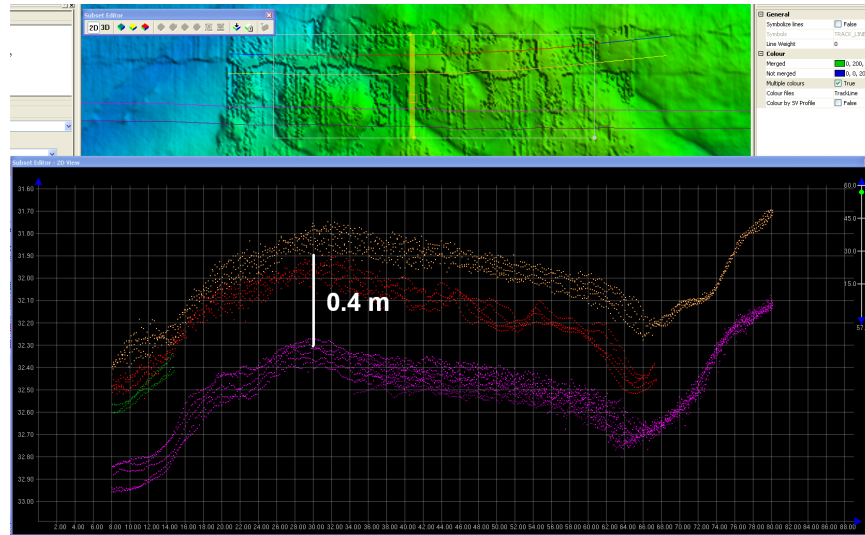 Subset Editor
2D 3D
General
Symbolize lines False
Symbols TRACK_LINE
Line Weight 0
Colour
Merged 0, 200,
Not merged 0, 0, 20
Multiple colours True
Colour files TrackLine
Colour by SV Profile False
Subset Editor - 2D View
31.60
31.70
31.80
31.90
32.00
32.10
32.20
32.30
32.40
32.50
32.60
32.70
32.80
32.90
33.00
0.4 m
60.0
45.0
30.0
15.0
57.
2.00 4.00 6.00 8.00 10.00 12.00 14.00 16.00 18.00 20.00 22.00 24.00 26.00 28.00 30.00 32.00 34.00 36.00 38.00 40.00 42.00 44.00 46.00 48.00 50.00 52.00 54.00 56.00 58.00 60.00 62.00 64.00 66.00 68.00 70.00 72.00 74.00 76.00 78.00 80.00 82.00 84.00 86.00 88.00